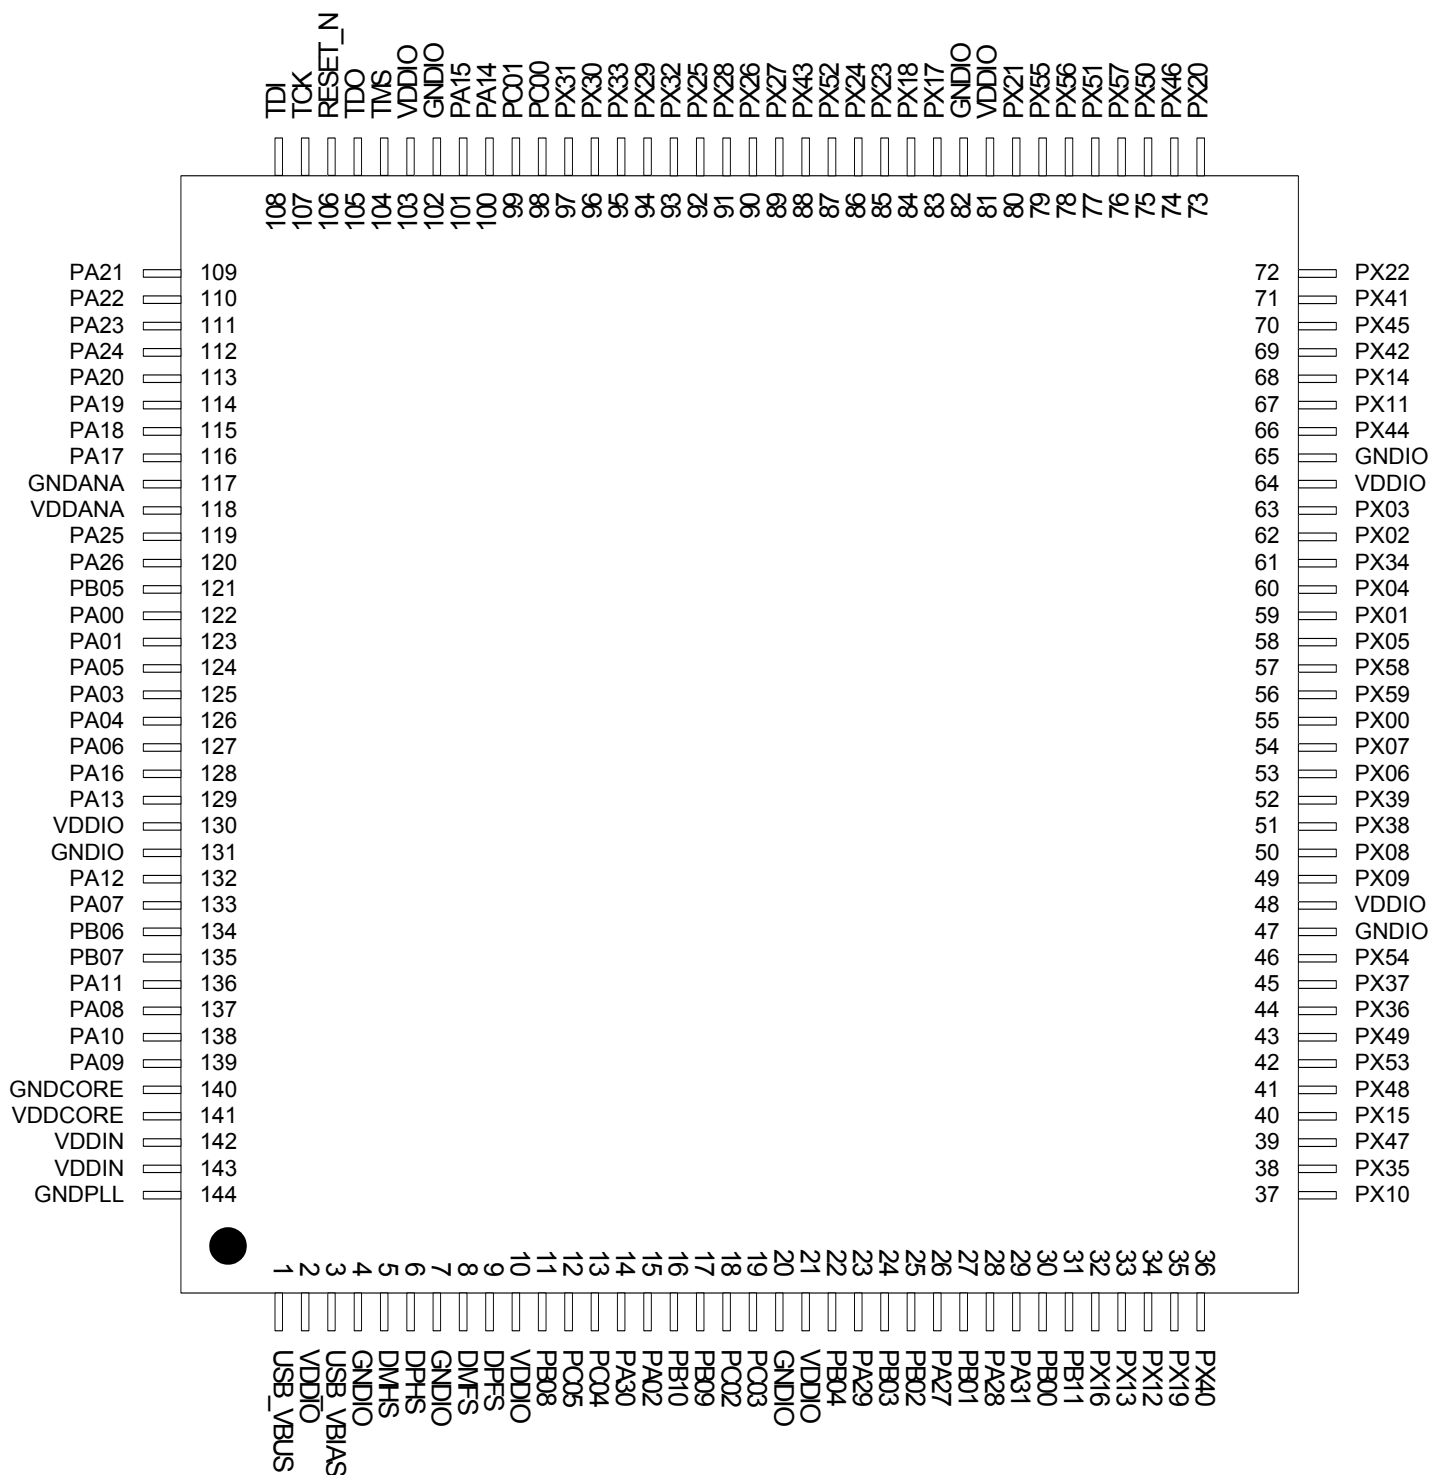 TDI
TCK
RESET_N
TDO
TMS
VDDIO
GNDIO
PA15
PA14
PC01
PC00
PX31
PX30
PX33
PX29
PX32
PX25
PX28
PX26
PX27
PX43
PX52
PX24
PX23
PX18
PX17
GNDIO
VDDIO
PX21
PX55
PX56
PX51
PX57
PX50
PX46
PX20
108
107
106
105
104
103
102
101
100
99
98
97
96
95
94
93
92
91
90
89
88
87
86
85
84
83
82
81
80
79
78
77
76
75
74
73
PA21 109
PA22 110
PA23 111
PA24 112
PA20 113
PA19 114
PA18 115
PA17 116
GNDANA 117
VDDANA 118
PA25 119
PA26 120
PB05 121
PA00 122
PA01 123
PA05 124
PA03 125
PA04 126
PA06 127
PA16 128
PA13 129
VDDIO 130
GNDIO 131
PA12 132
PA07 133
PB06 134
PB07 135
PA11 136
PA08 137
PA10 138
PA09 139
GNDCORE 140
VDDCORE 141
VDDIN 142
VDDIN 143
GNDPLL 144
72 PX22
71 PX41
70 PX45
69 PX42
68 PX14
67 PX11
66 PX44
65 GNDIO
64 VDDIO
63 PX03
62 PX02
61 PX34
60 PX04
59 PX01
58 PX05
57 PX58
56 PX59
55 PX00
54 PX07
53 PX06
52 PX39
51 PX38
50 PX08
49 PX09
48 VDDIO
47 GNDIO
46 PX54
45 PX37
44 PX36
43 PX49
42 PX53
41 PX48
40 PX15
39 PX47
38 PX35
37 PX10
1
2
3
4
5
6
7
8
9
10
11
12
13
14
15
16
17
18
19
20
21
22
23
24
25
26
27
28
29
30
31
32
33
34
35
36
USB_VBUS
VDDIO
USB_VBIAS
GNDIO
DMHS
DPHS
GNDIO
DMFS
DPFS
VDDIO
PB08
PC05
PC04
PA30
PA02
PB10
PB09
PC02
PC03
GNDIO
VDDIO
PB04
PA29
PB03
PB02
PA27
PB01
PA28
PA31
PB00
PB11
PX16
PX13
PX12
PX19
PX40